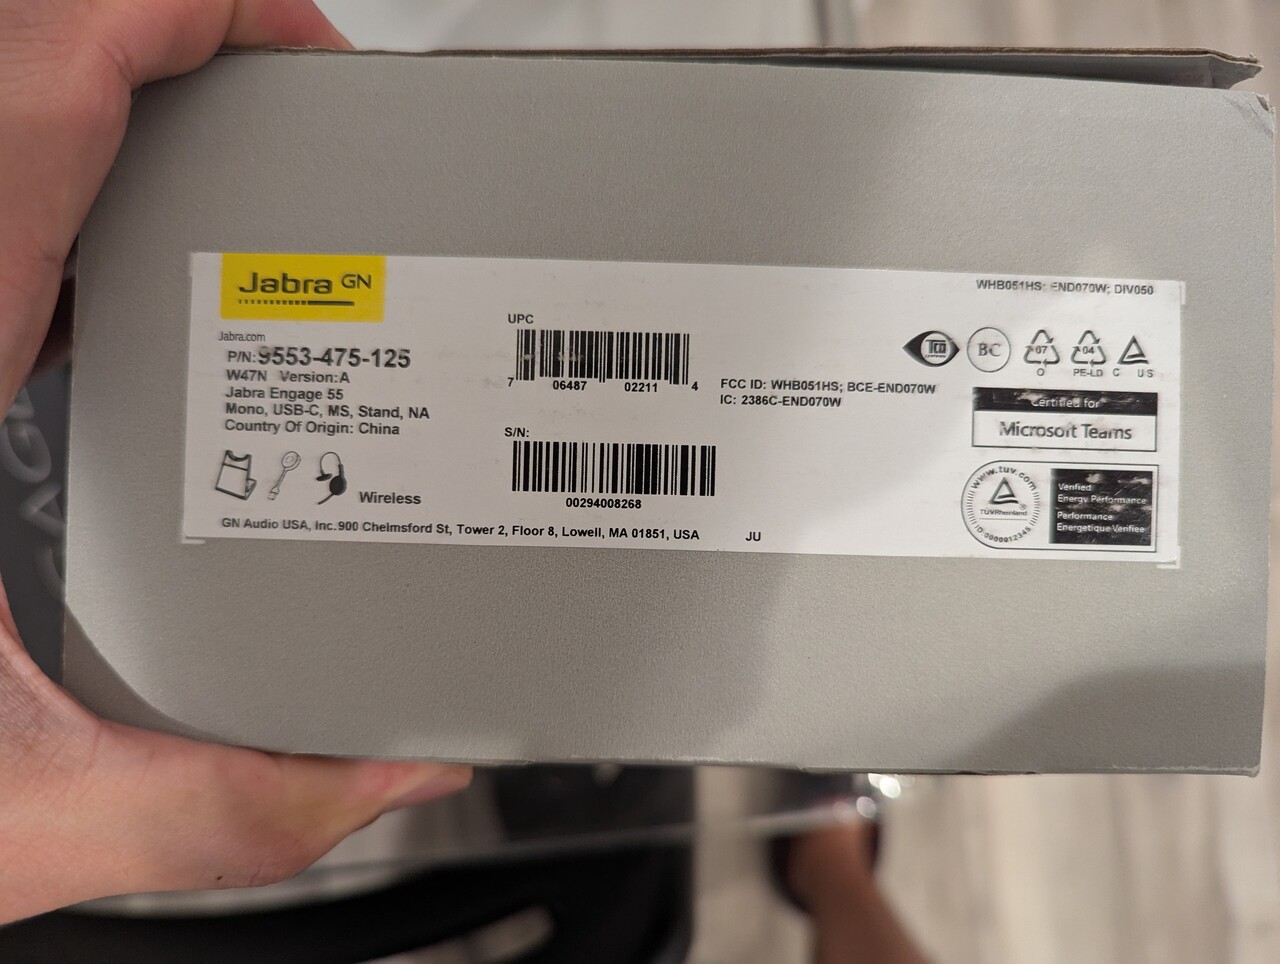 Jabra GN
Jabra.com
P/N: 9553-475-125
W47N Version:A
Jabra Engage 55
Mono, USB-C, MS, Stand, NA
Country Of Origin: China
Wireless
GN Audio USA, Inc.900 Chelmsford St, Tower 2, Floor 8, Lowell, MA 01851, USA
JU
UPC
7 06487 02211 4
S/N:
00294008268
FCC ID: WHB051HS; BCE-END070W
IC: 2386C-END070W
WHB051HS; END070W; DIV050
TCO
BC
07
O
04
PE-LD
C US
Certified for
Microsoft Teams
www.tuv.com
TÜVRheinland
ID:0000012345
Verified
Energy Performance
Performance
Energetique Verifiee